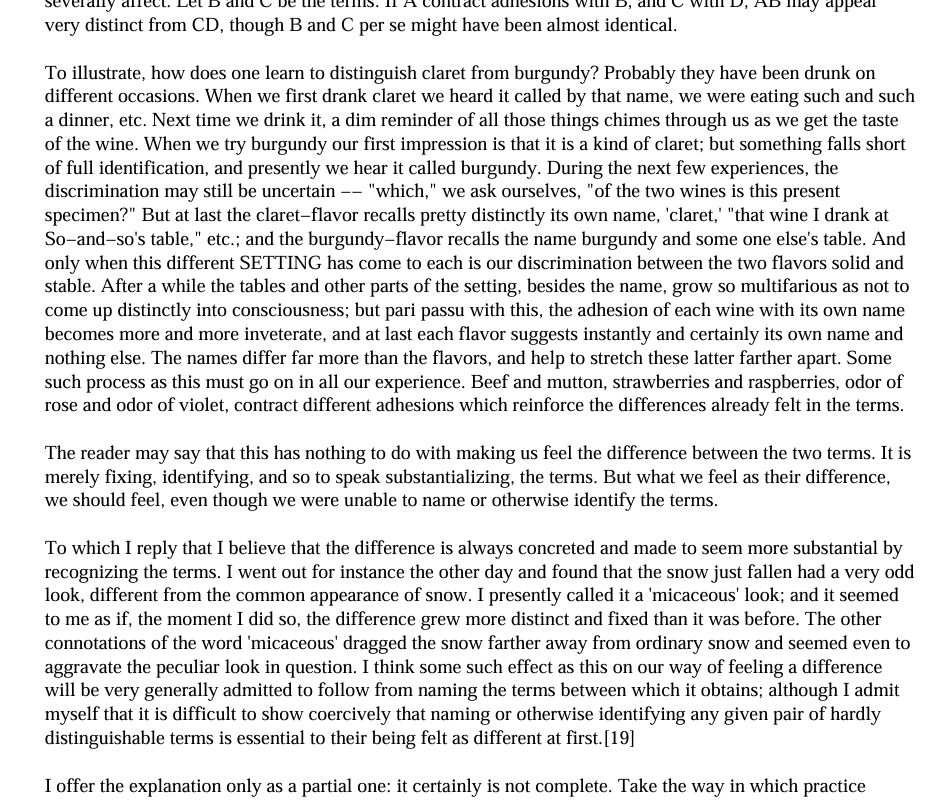 severally affect. Let B and C be the terms. If A contract adhesions with B, and C with D, AB may appear
very distinct from CD, though B and C per se might have been almost identical.
To illustrate, how does one learn to distinguish claret from burgundy? Probably they have been drunk on
different occasions. When we first drank claret we heard it called by that name, we were eating such and such
a dinner, etc. Next time we drink it, a dim reminder of all those things chimes through us as we get the taste
of the wine. When we try burgundy our first impression is that it is a kind of claret; but something falls short
of full identification, and presently we hear it called burgundy. During the next few experiences, the
discrimination may still be uncertain −− "which," we ask ourselves, "of the two wines is this present
specimen?" But at last the claret−flavor recalls pretty distinctly its own name, 'claret,' "that wine I drank at
So−and−so's table," etc.; and the burgundy−flavor recalls the name burgundy and some one else's table. And
only when this different SETTING has come to each is our discrimination between the two flavors solid and
stable. After a while the tables and other parts of the setting, besides the name, grow so multifarious as not to
come up distinctly into consciousness; but pari passu with this, the adhesion of each wine with its own name
becomes more and more inveterate, and at last each flavor suggests instantly and certainly its own name and
nothing else. The names differ far more than the flavors, and help to stretch these latter farther apart. Some
such process as this must go on in all our experience. Beef and mutton, strawberries and raspberries, odor of
rose and odor of violet, contract different adhesions which reinforce the differences already felt in the terms.
The reader may say that this has nothing to do with making us feel the difference between the two terms. It is
merely fixing, identifying, and so to speak substantializing, the terms. But what we feel as their difference,
we should feel, even though we were unable to name or otherwise identify the terms.
To which I reply that I believe that the difference is always concreted and made to seem more substantial by
recognizing the terms. I went out for instance the other day and found that the snow just fallen had a very odd
look, different from the common appearance of snow. I presently called it a 'micaceous' look; and it seemed
to me as if, the moment I did so, the difference grew more distinct and fixed than it was before. The other
connotations of the word 'micaceous' dragged the snow farther away from ordinary snow and seemed even to
aggravate the peculiar look in question. I think some such effect as this on our way of feeling a difference
will be very generally admitted to follow from naming the terms between which it obtains; although I admit
myself that it is difficult to show coercively that naming or otherwise identifying any given pair of hardly
distinguishable terms is essential to their being felt as different at first.[19]
I offer the explanation only as a partial one: it certainly is not complete. Take the way in which practice